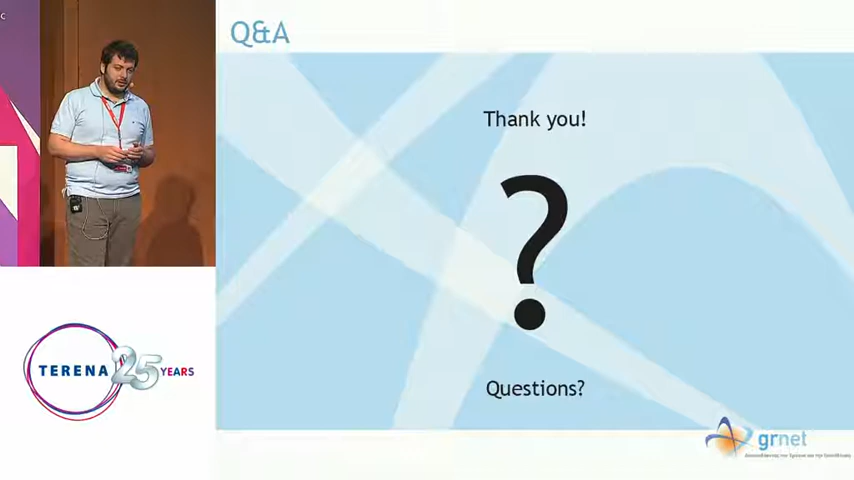 C
Q&A
Thank you!
?
Questions?
TERENA 25 YEARS
grnet